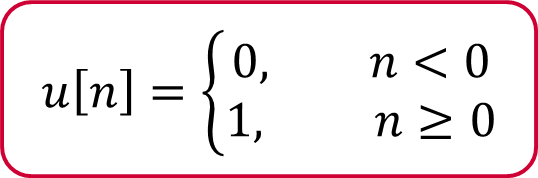 u[n] = { 0, n < 0
1, n ≥ 0